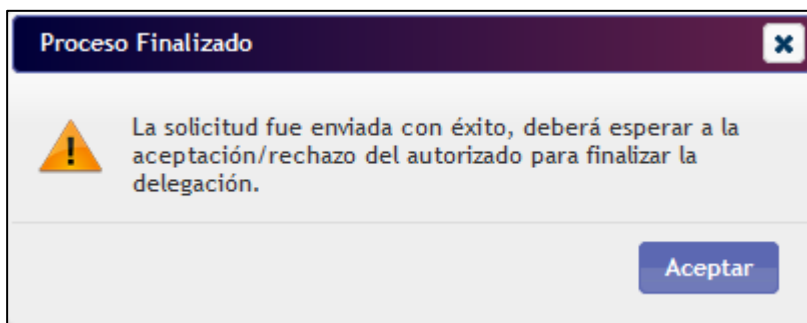 Proceso Finalizado
La solicitud fue enviada con éxito, deberá esperar a la
aceptación/rechazo del autorizado para finalizar la
delegación.
Aceptar